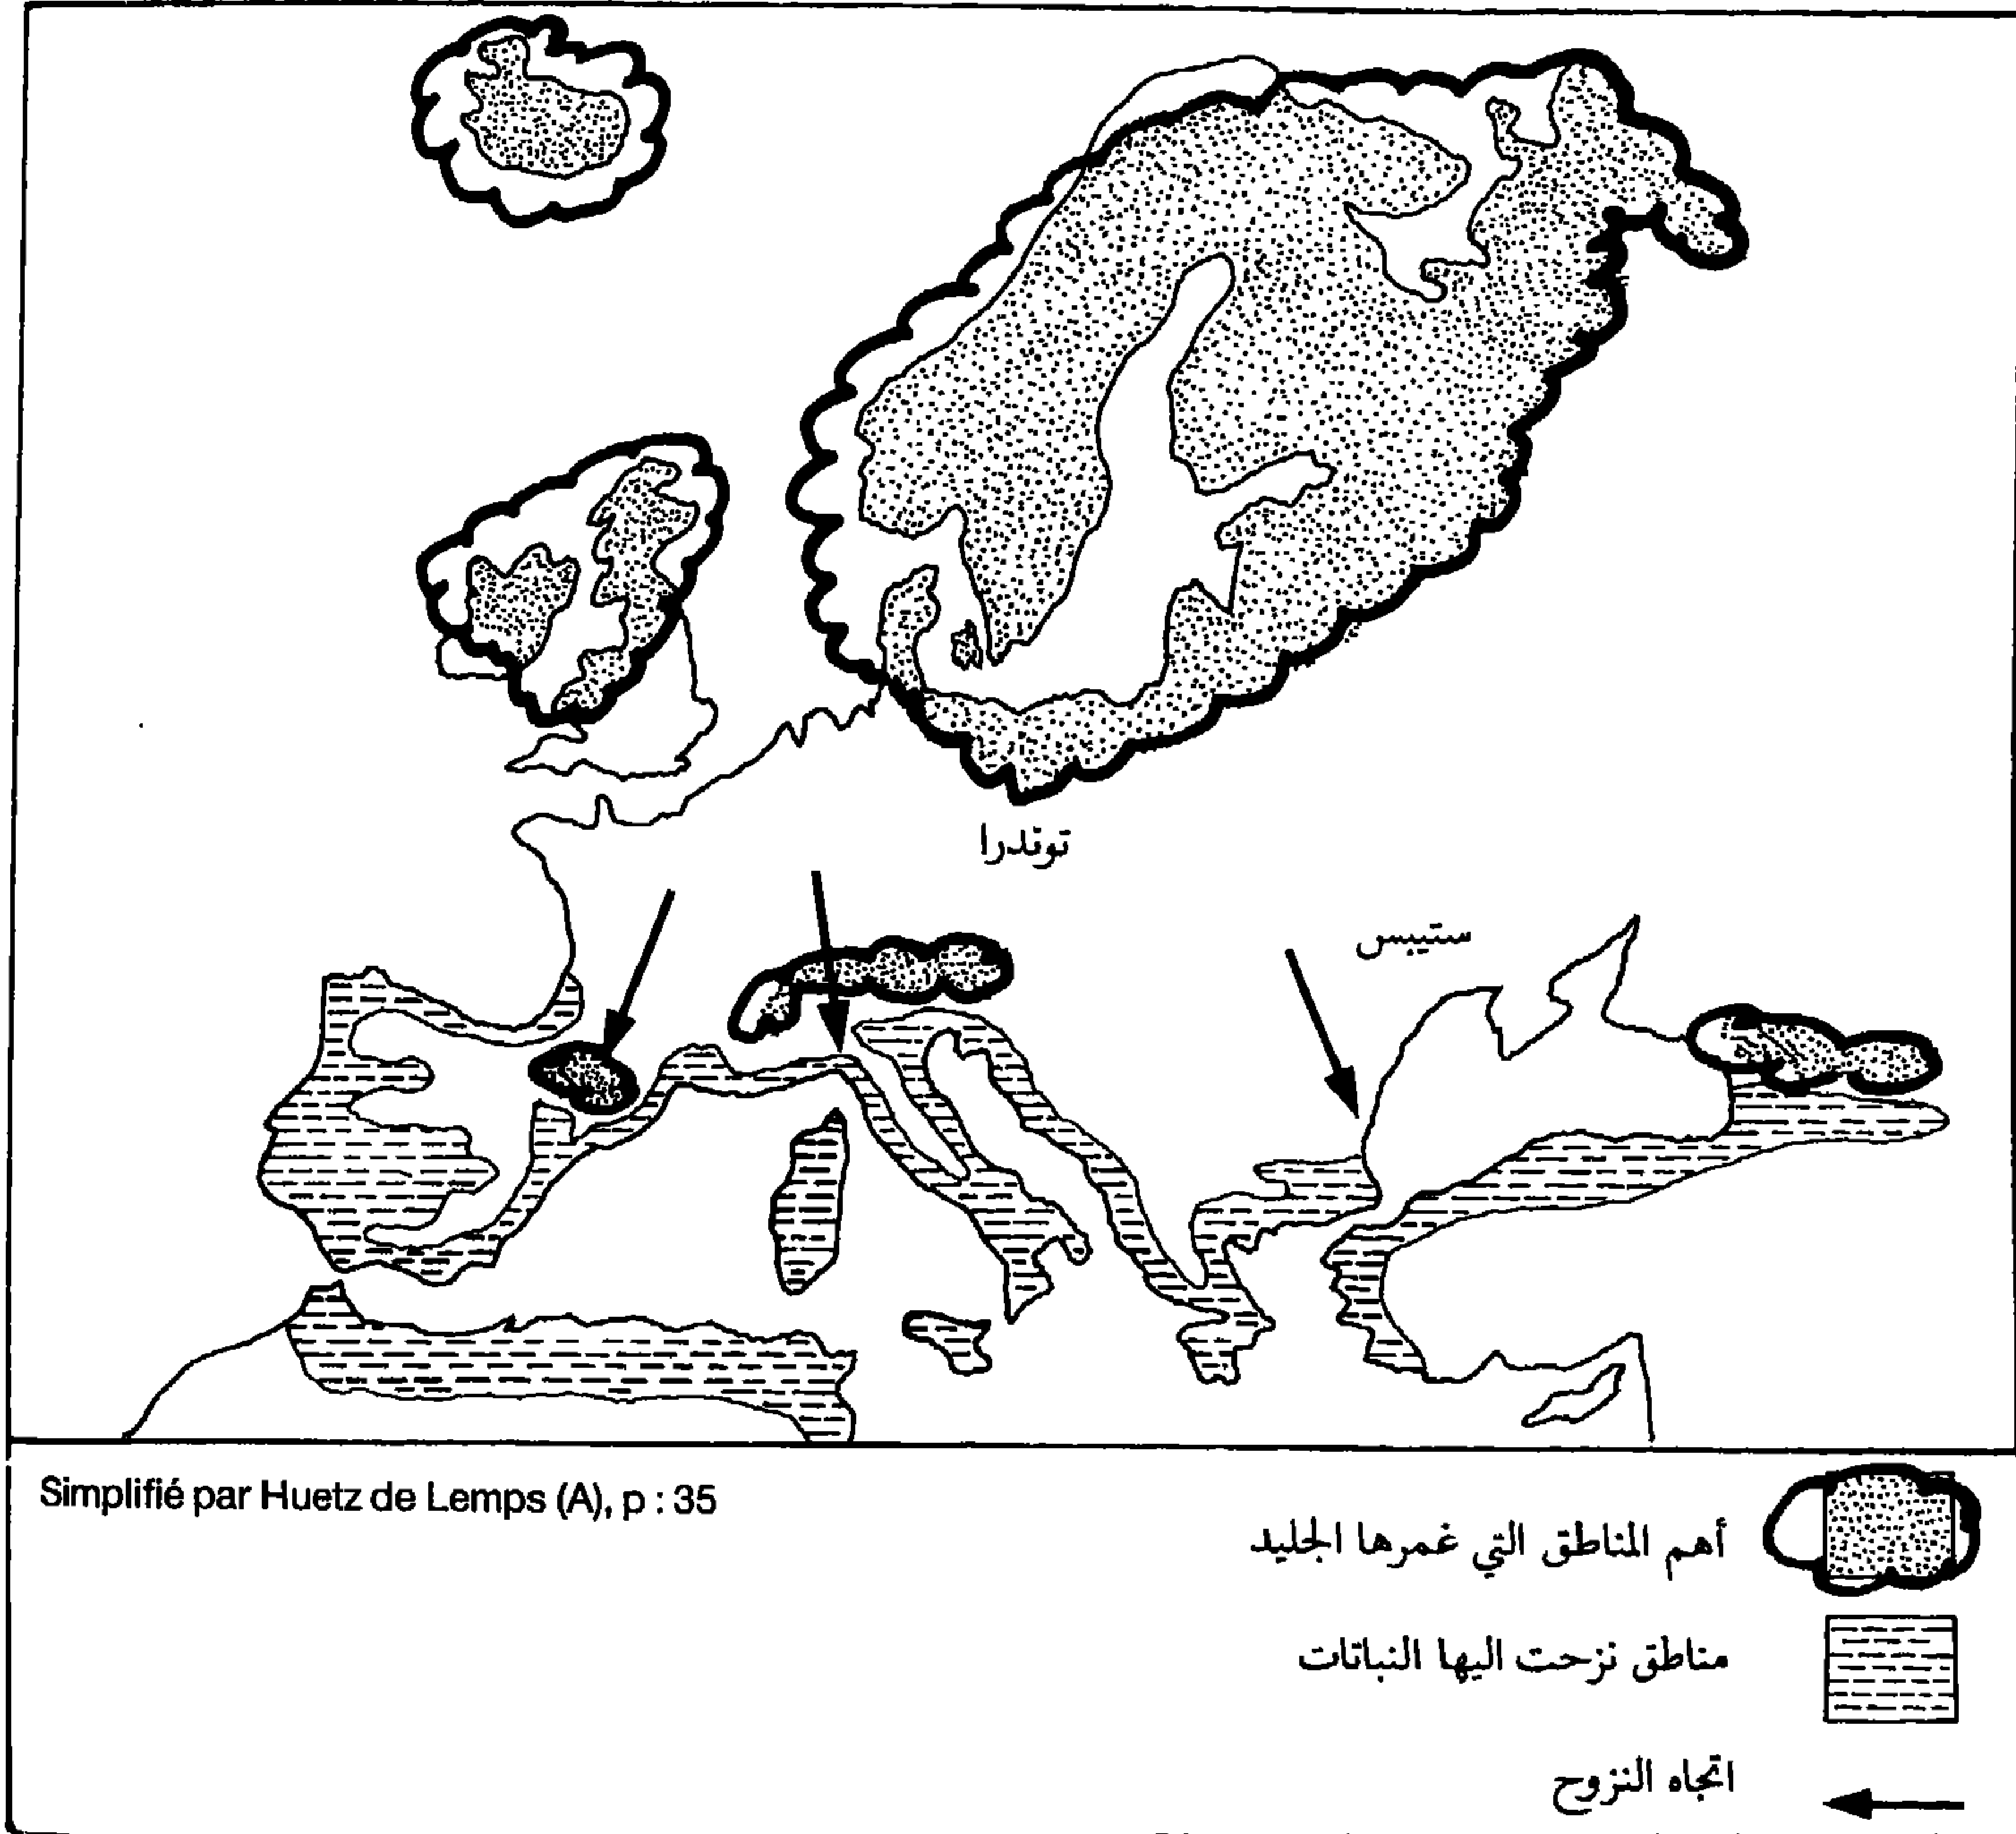 توندرا
ستيبس
Simplifié par Huetz de Lemps (A), p : 35
أهم المناطق التي غمرها الجليد
مناطق نزحت اليها النباتات
اتجاه النزوح